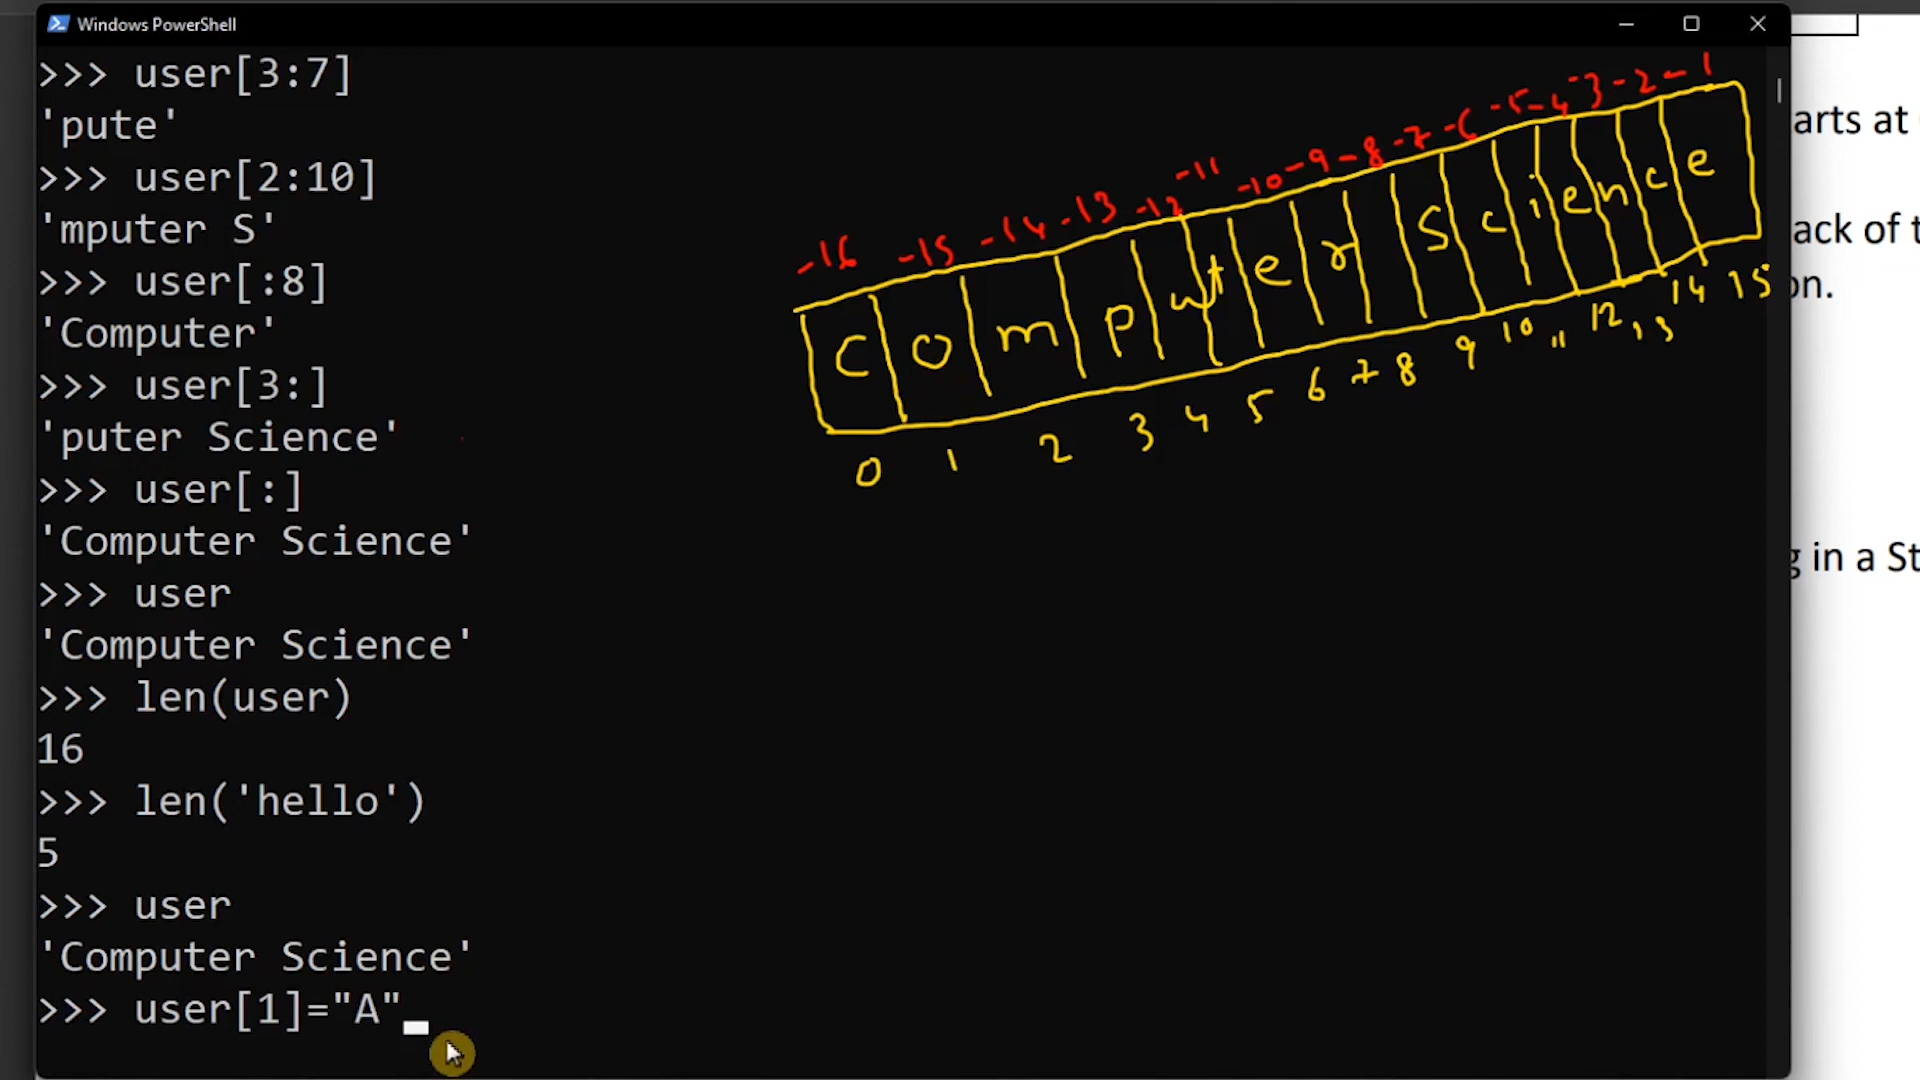 Windows PowerShell
>>> user[3:7]
'pute'
>>> user[2:10]
'mputer S'
>>> user[:8]
'Computer'
>>> user[3:]
'puter Science'
>>> user[:]
'Computer Science'
>>> user
'Computer Science'
>>> len(user)
16
>>> len('hello')
5
>>> user
'Computer Science'
>>> user[1]="A"
-16 -15 -14 -13 -12 -11 -10 -9 -8 -7 -6 -5 -4 -3 -2 -1
C o m p u t e r S c i e n c e
0 1 2 3 4 5 6 7 8 9 10 11 12 13 14 15
arts at
ack of t
on.
in a St